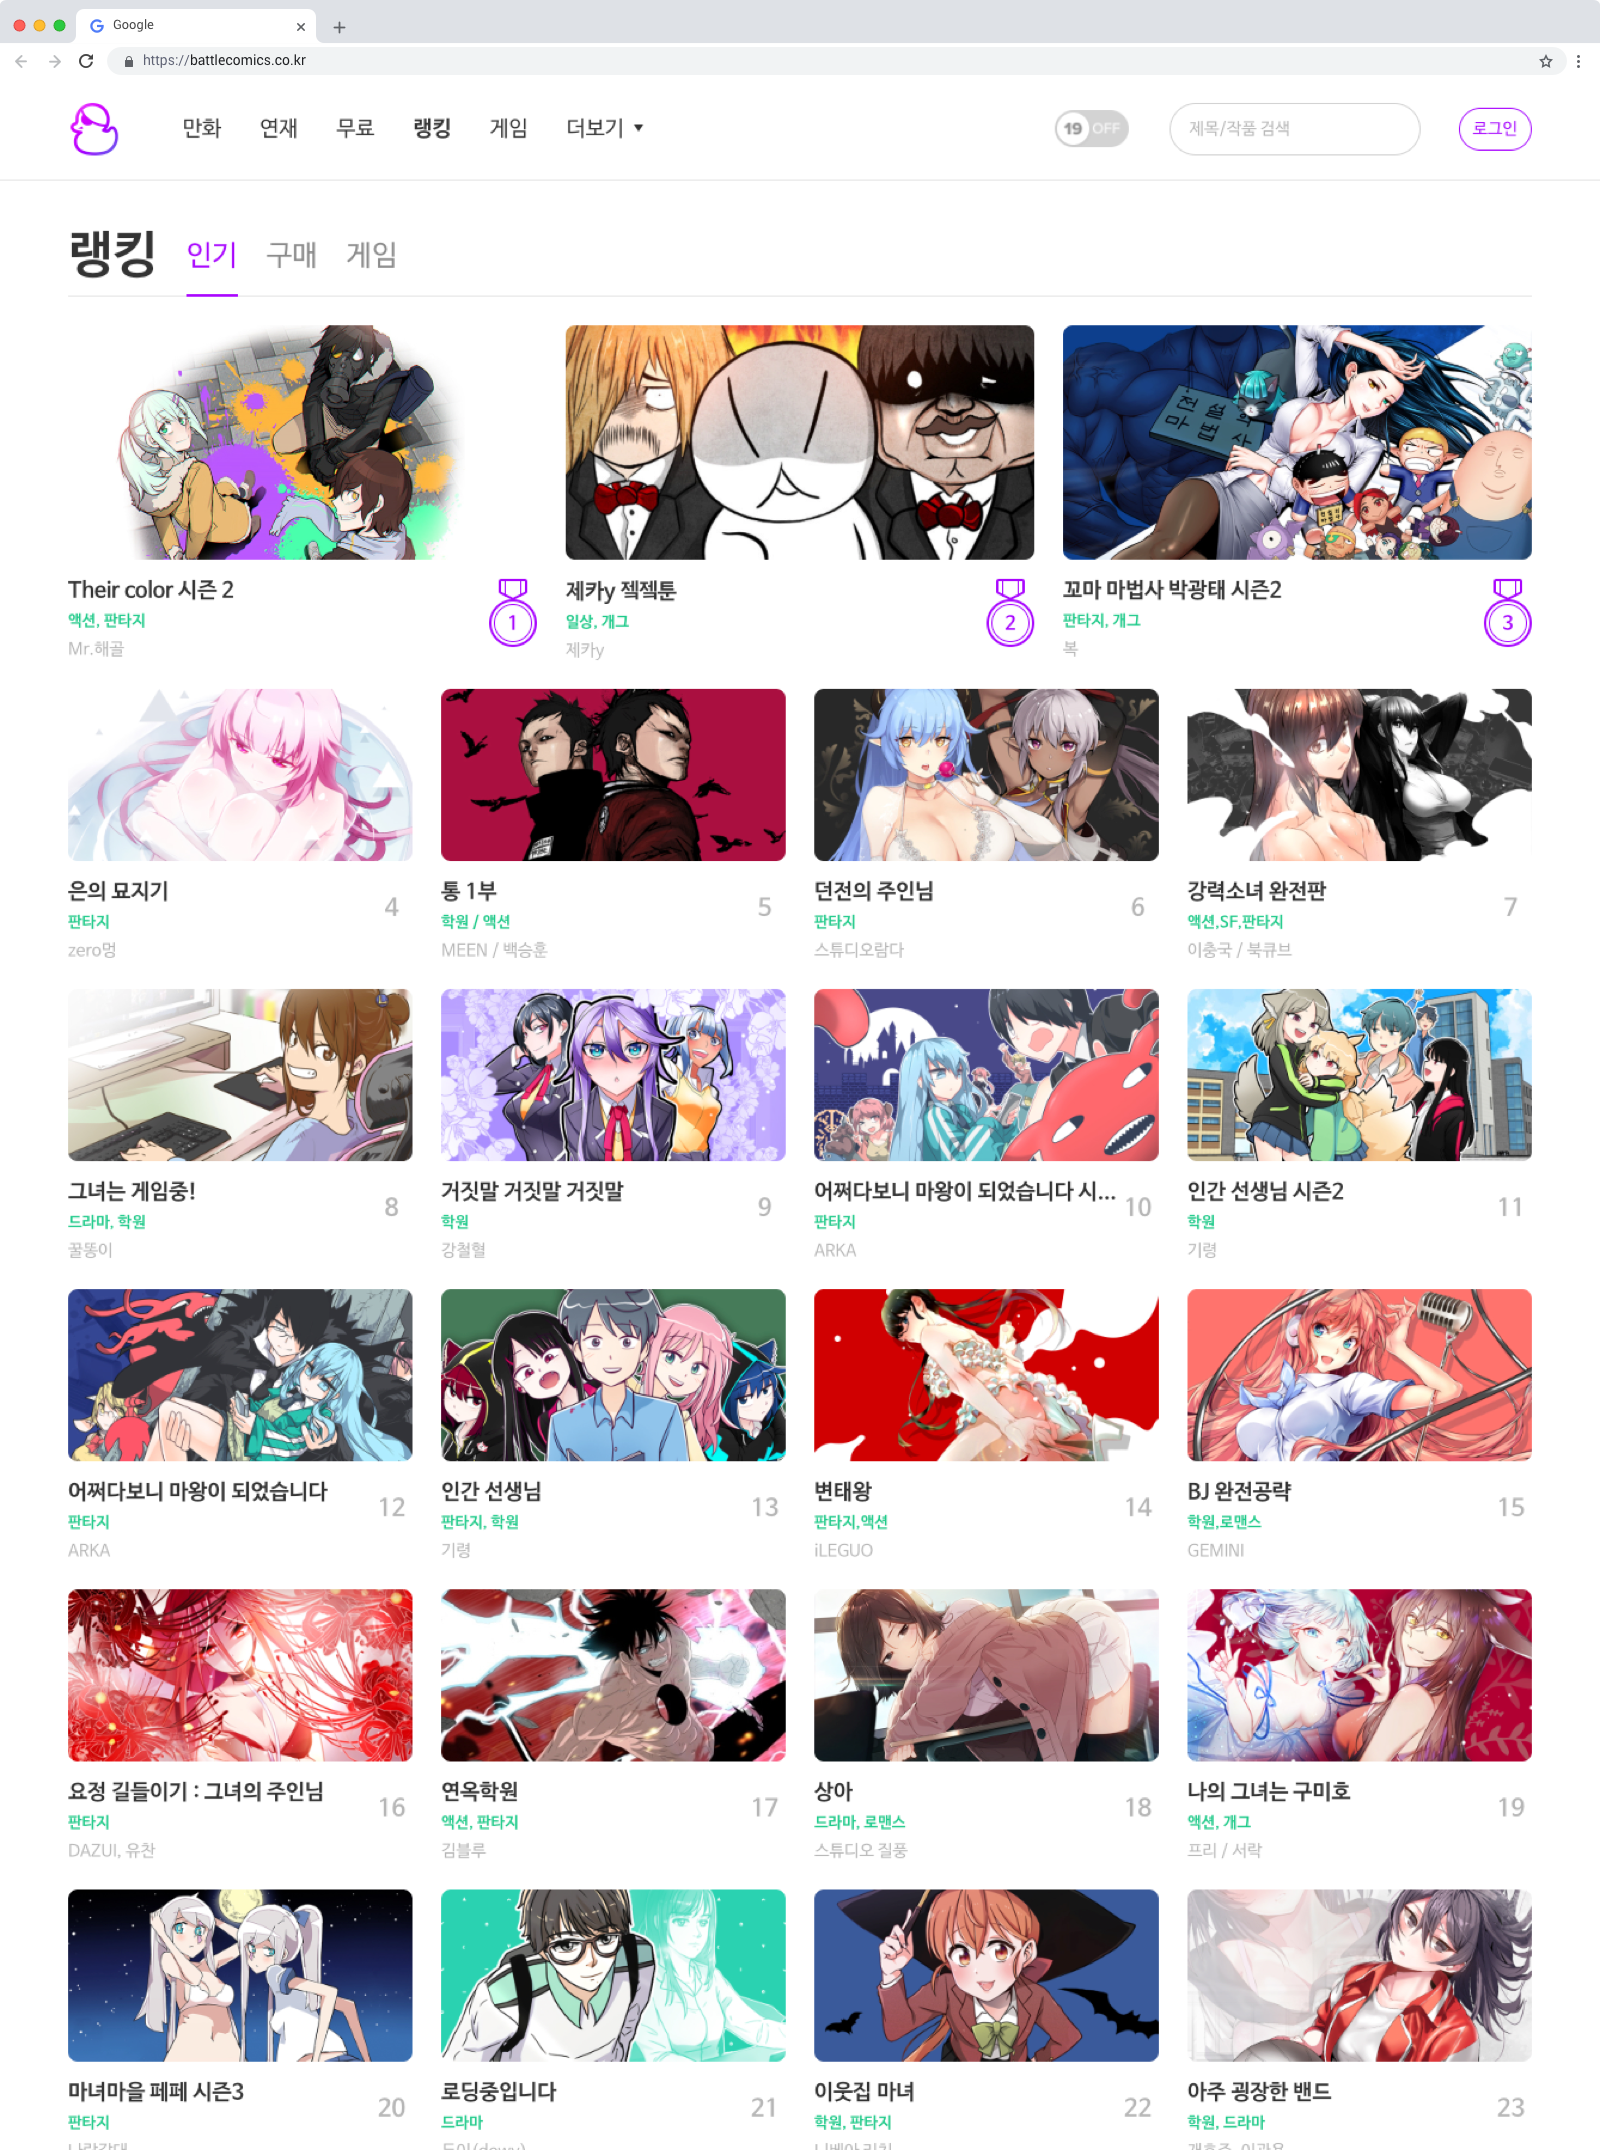 Google
https://battlecomics.co.kr
만화
연재
무료
랭킹
게임
더보기 ▼
19 OFF
제목/작품 검색
로그인
랭킹
인기
구매
게임
전설의
마법사
Their color 시즌 2
액션, 판타지
Mr.해골
1
제카y 젝젝툰
일상, 개그
제카y
2
꼬마 마법사 박광태 시즌2
판타지, 개그
복
3
은의 묘지기
판타지
zero멍
4
통 1부
학원 / 액션
MEEN / 백승훈
5
던전의 주인님
판타지
스튜디오람다
6
강력소녀 완전판
액션,SF,판타지
이충국 / 북큐브
7
그녀는 게임중!
드라마, 학원
꿀똥이
8
거짓말 거짓말 거짓말
학원
강철혈
9
어쩌다보니 마왕이 되었습니다 시...
판타지
ARKA
10
인간 선생님 시즌2
학원
기령
11
어쩌다보니 마왕이 되었습니다
판타지
ARKA
12
인간 선생님
판타지, 학원
기령
13
변태왕
판타지,액션
iLEGUO
14
BJ 완전공략
학원,로맨스
GEMINI
15
요정 길들이기 : 그녀의 주인님
판타지
DAZUI, 유찬
16
연옥학원
액션, 판타지
김블루
17
상아
드라마, 로맨스
스튜디오 질풍
18
나의 그녀는 구미호
액션, 개그
프리 / 서락
19
마녀마을 페페 시즌3
판타지
20
로딩중입니다
드라마
21
이웃집 마녀
학원, 판타지
22
아주 굉장한 밴드
학원, 드라마
23